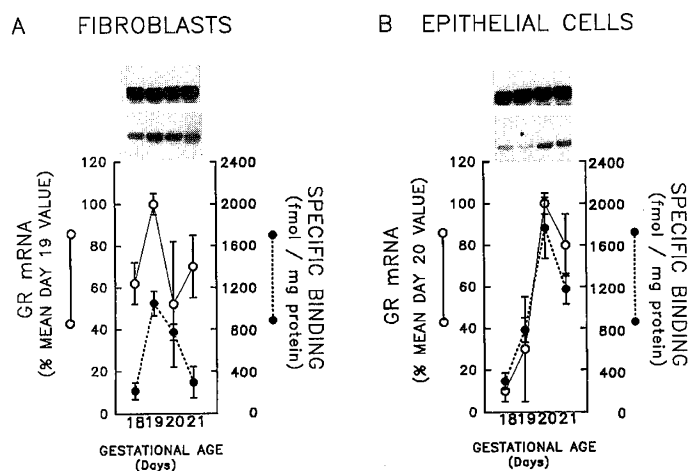 A FIBROBLASTS
B EPITHELIAL CELLS
GR mRNA
(% MEAN DAY 19 VALUE)
120
100
80
60
40
20
0
2400
2000
1600
1200
800
400
0
SPECIFIC BINDING
(fmol / mg protein)
18 19 20 21
GESTATIONAL AGE
(Days)
GR mRNA
(% MEAN DAY 20 VALUE)
120
100
80
60
40
20
0
2400
2000
1600
1200
800
400
0
SPECIFIC BINDING
(fmol / mg protein)
18 19 20 21
GESTATIONAL AGE
(Days)